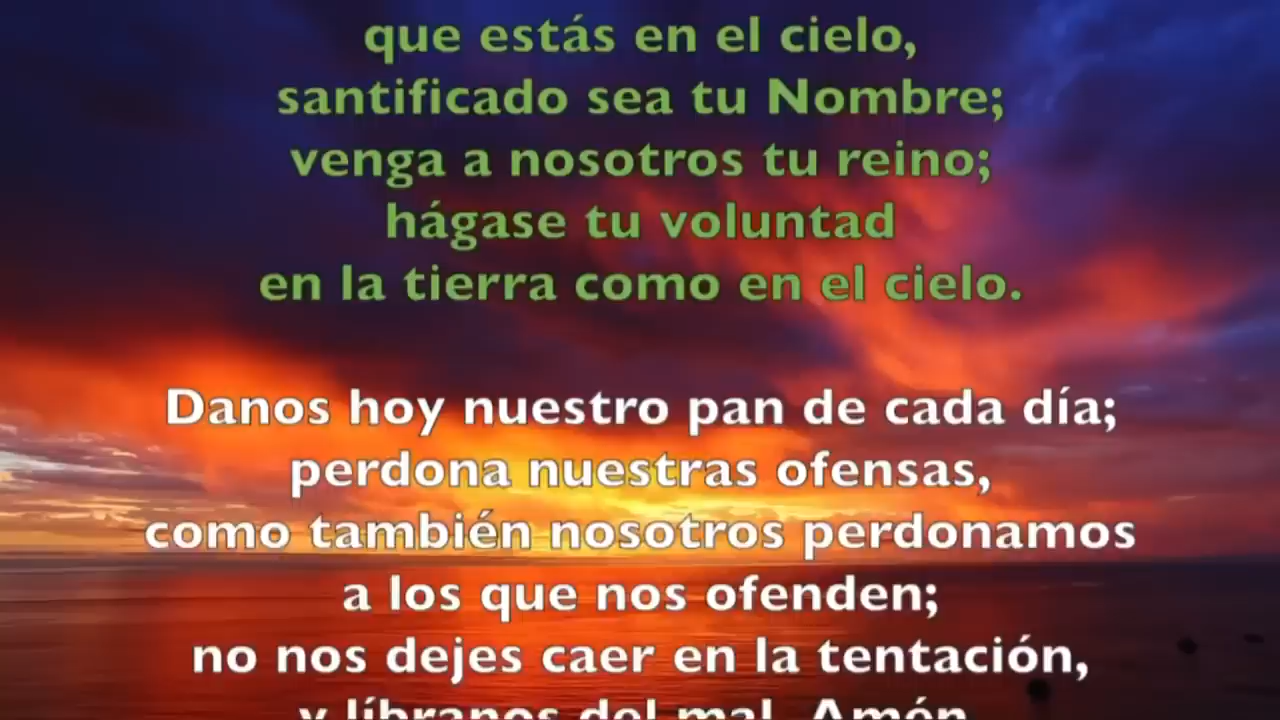 que estás en el cielo,
santificado sea tu Nombre;
venga a nosotros tu reino;
hágase tu voluntad
en la tierra como en el cielo.
Danos hoy nuestro pan de cada día;
perdona nuestras ofensas,
como también nosotros perdonamos
a los que nos ofenden;
no nos dejes caer en la tentación,
y líbranos del mal. Amén.